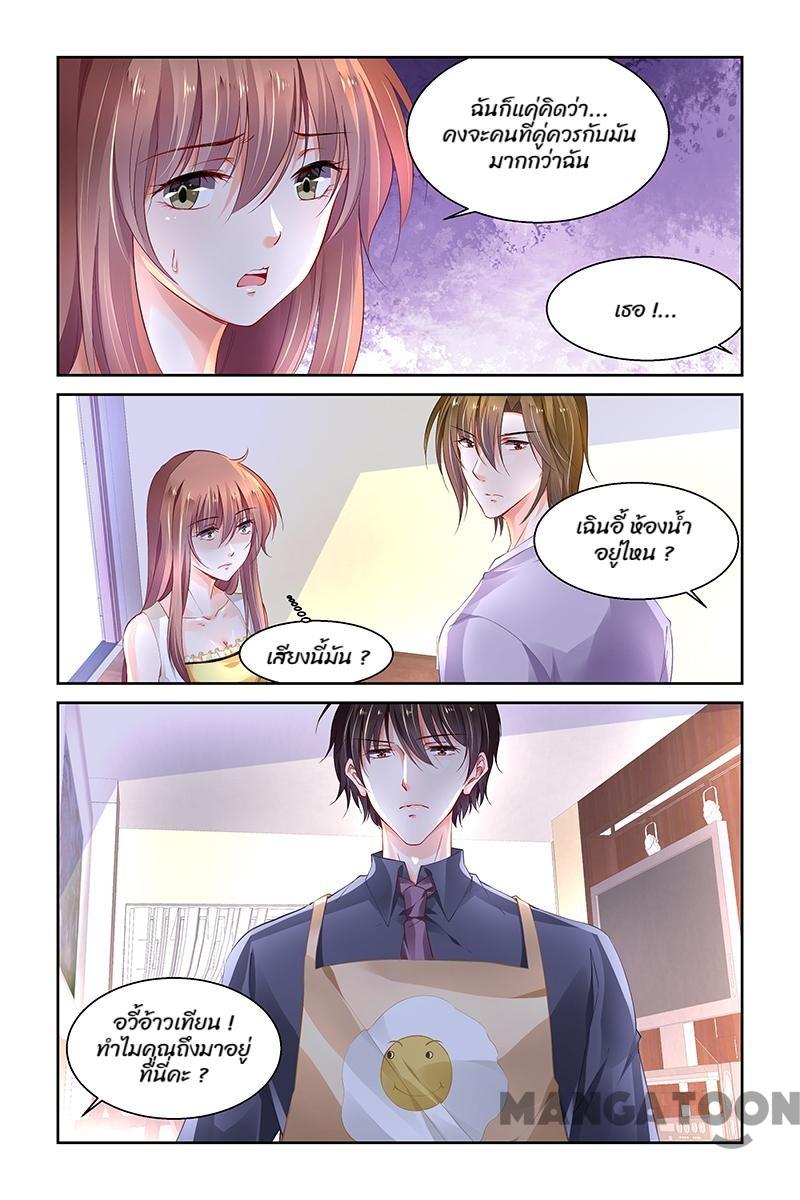 ฉันก็แค่คิดว่า...
คงจะคนที่คู่ควรกับมัน
มากกว่าฉัน
เธอ !...
เฉินอี้ ห้องน้ำ
อยู่ไหน ?
เสียงนี้มัน ?
อวี้อ้าวเทียน !
ทำไมคุณถึงมาอยู่
ที่นี่คะ ?
MANGATOON